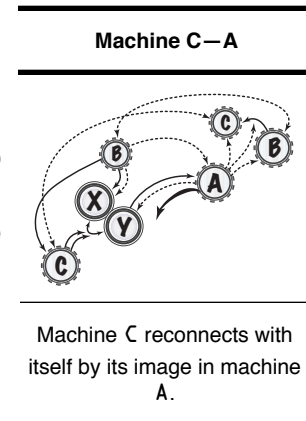 Machine C—A
C
B
B
A
X
Y
C
Machine C reconnects with
itself by its image in machine
A.